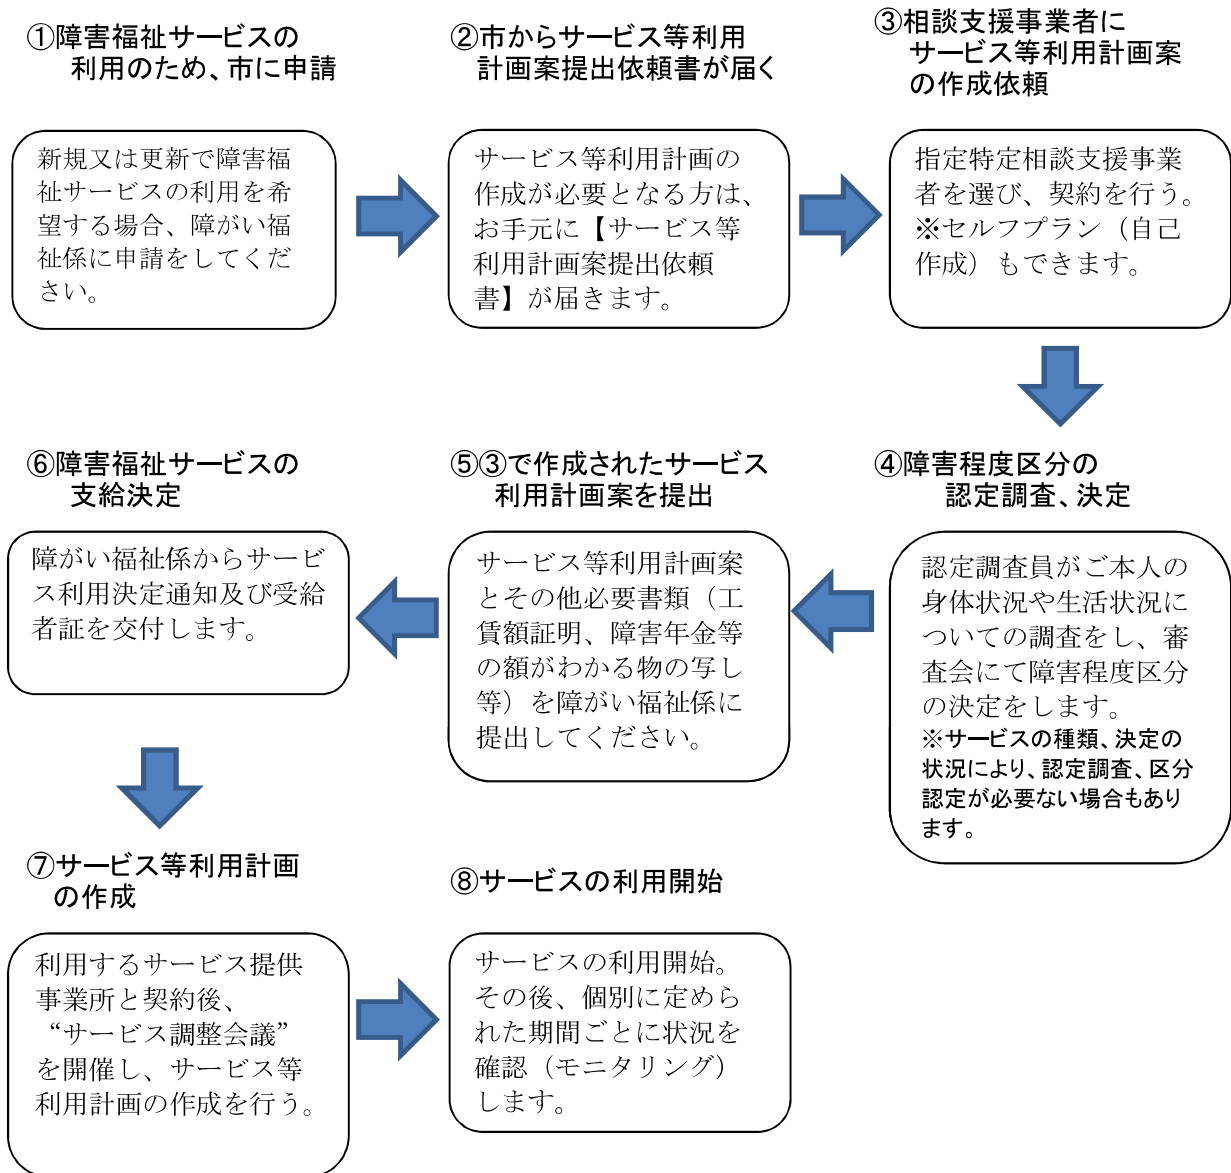 ①障害福祉サービスの
利用のため、市に申請
新規又は更新で障害福
祉サービスの利用を希
望する場合、障がい福
祉係に申請をしてくだ
さい。
②市からサービス等利用
計画案提出依頼書が届く
サービス等利用計画の
作成が必要となる方は、
お手元に【サービス等
利用計画案提出依頼
書】が届きます。
③相談支援事業者に
サービス等利用計画案
の作成依頼
指定特定相談支援事業
者を選び、契約を行う。
※セルフプラン（自己
作成）もできます。
④障害程度区分の
認定調査、決定
認定調査員がご本人の
身体状況や生活状況に
ついての調査をし、審
査会にて障害程度区分
の決定をします。
※サービスの種類、決定の
状況により、認定調査、区分
認定が必要ない場合もあり
ます。
⑤③で作成されたサービス
利用計画案を提出
サービス等利用計画案
とその他必要書類（工
賃額証明、障害年金等
の額がわかる物の写し
等）を障がい福祉係に
提出してください。
⑥障害福祉サービスの
支給決定
障がい福祉係からサービ
ス利用決定通知及び受給
者証を交付します。
⑦サービス等利用計画
の作成
利用するサービス提供
事業所と契約後、
“サービス調整会議”
を開催し、サービス等
利用計画の作成を行う。
⑧サービスの利用開始
サービスの利用開始。
その後、個別に定めら
れた期間ごとに状況を
確認（モニタリング）
します。